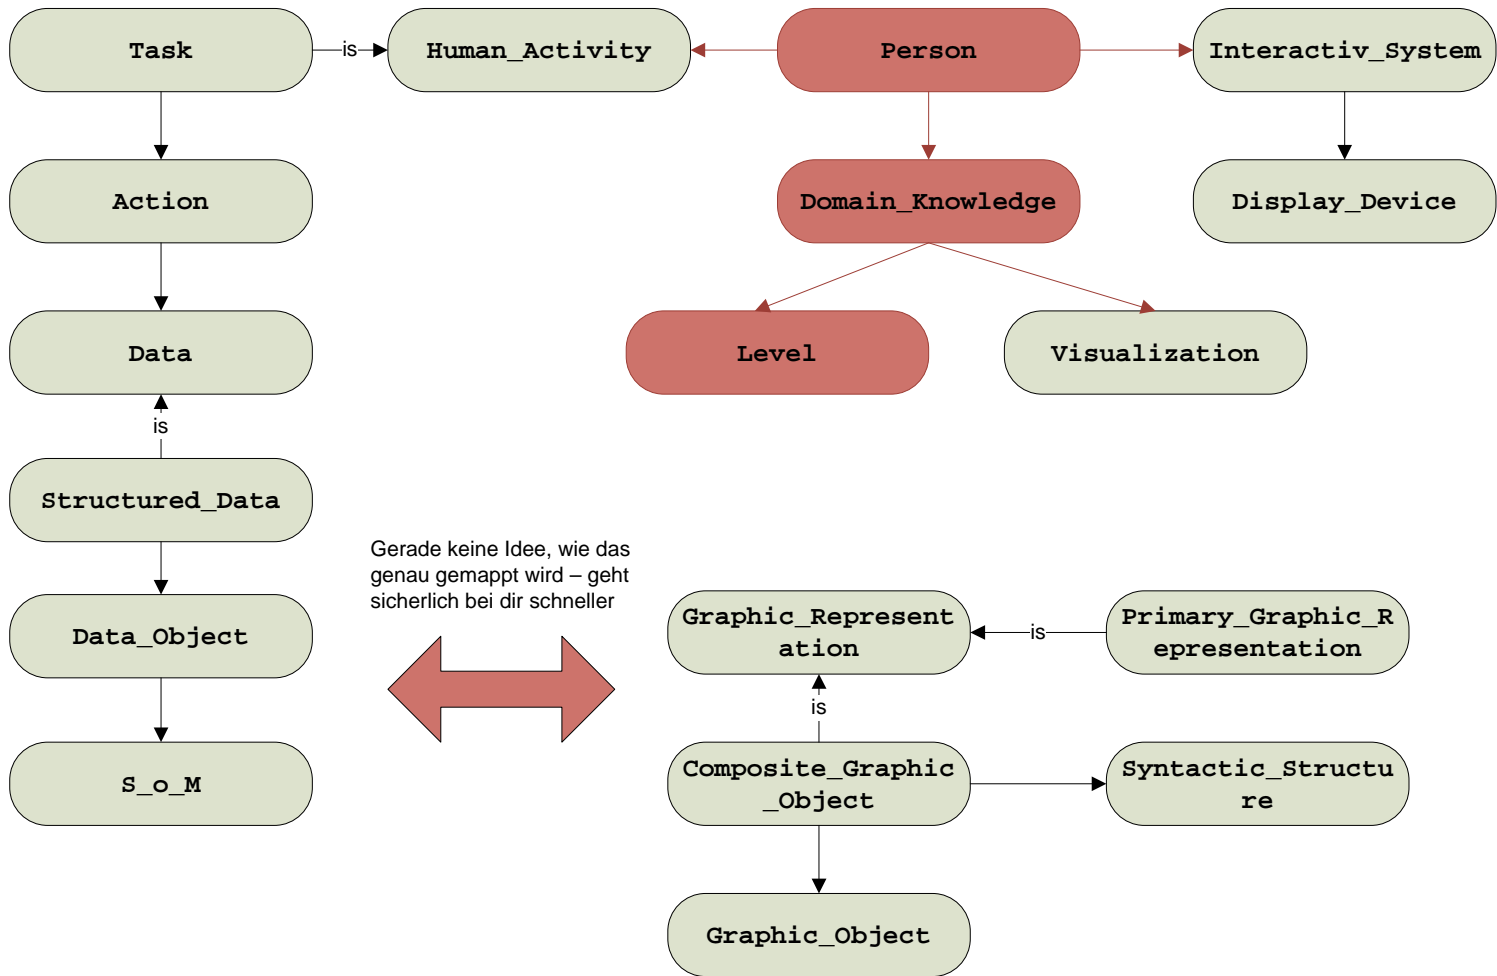 Task
is
Human_Activity
Person
Interactiv_System
Action
Domain_Knowledge
Display_Device
Data
Level
Visualization
is
Structured_Data
Gerade keine Idee, wie das
genau gemappt wird – geht
sicherlich bei dir schneller
Data_Object
Graphic_Represent
ation
is
Primary_Graphic_R
epresentation
is
S_o_M
Composite_Graphic
_Object
Syntactic_Structu
re
Graphic_Object